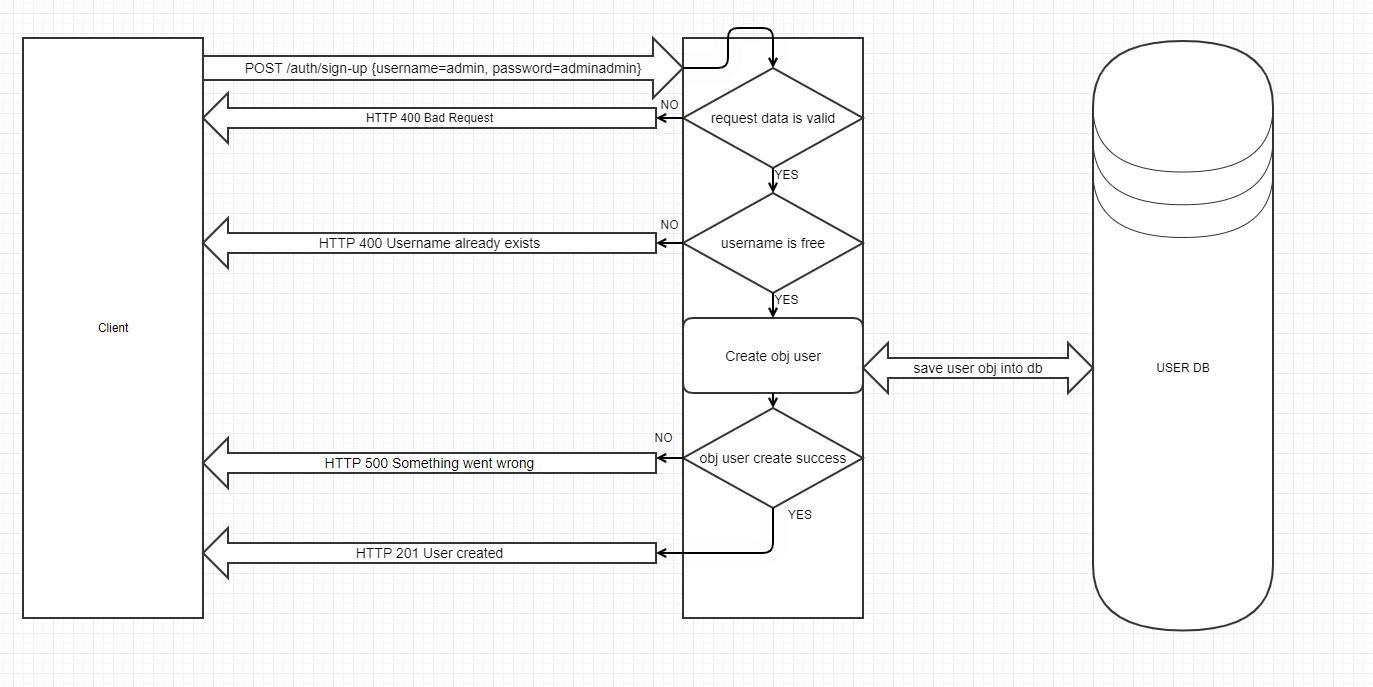 POST /auth/sign-up {username=admin, password=adminadmin}
NO
HTTP 400 Bad Request
request data is valid
YES
NO
HTTP 400 Username already exists
username is free
YES
Client
Create obj user
save user obj into db
USER DB
NO
HTTP 500 Something went wrong
obj user create success
YES
HTTP 201 User created